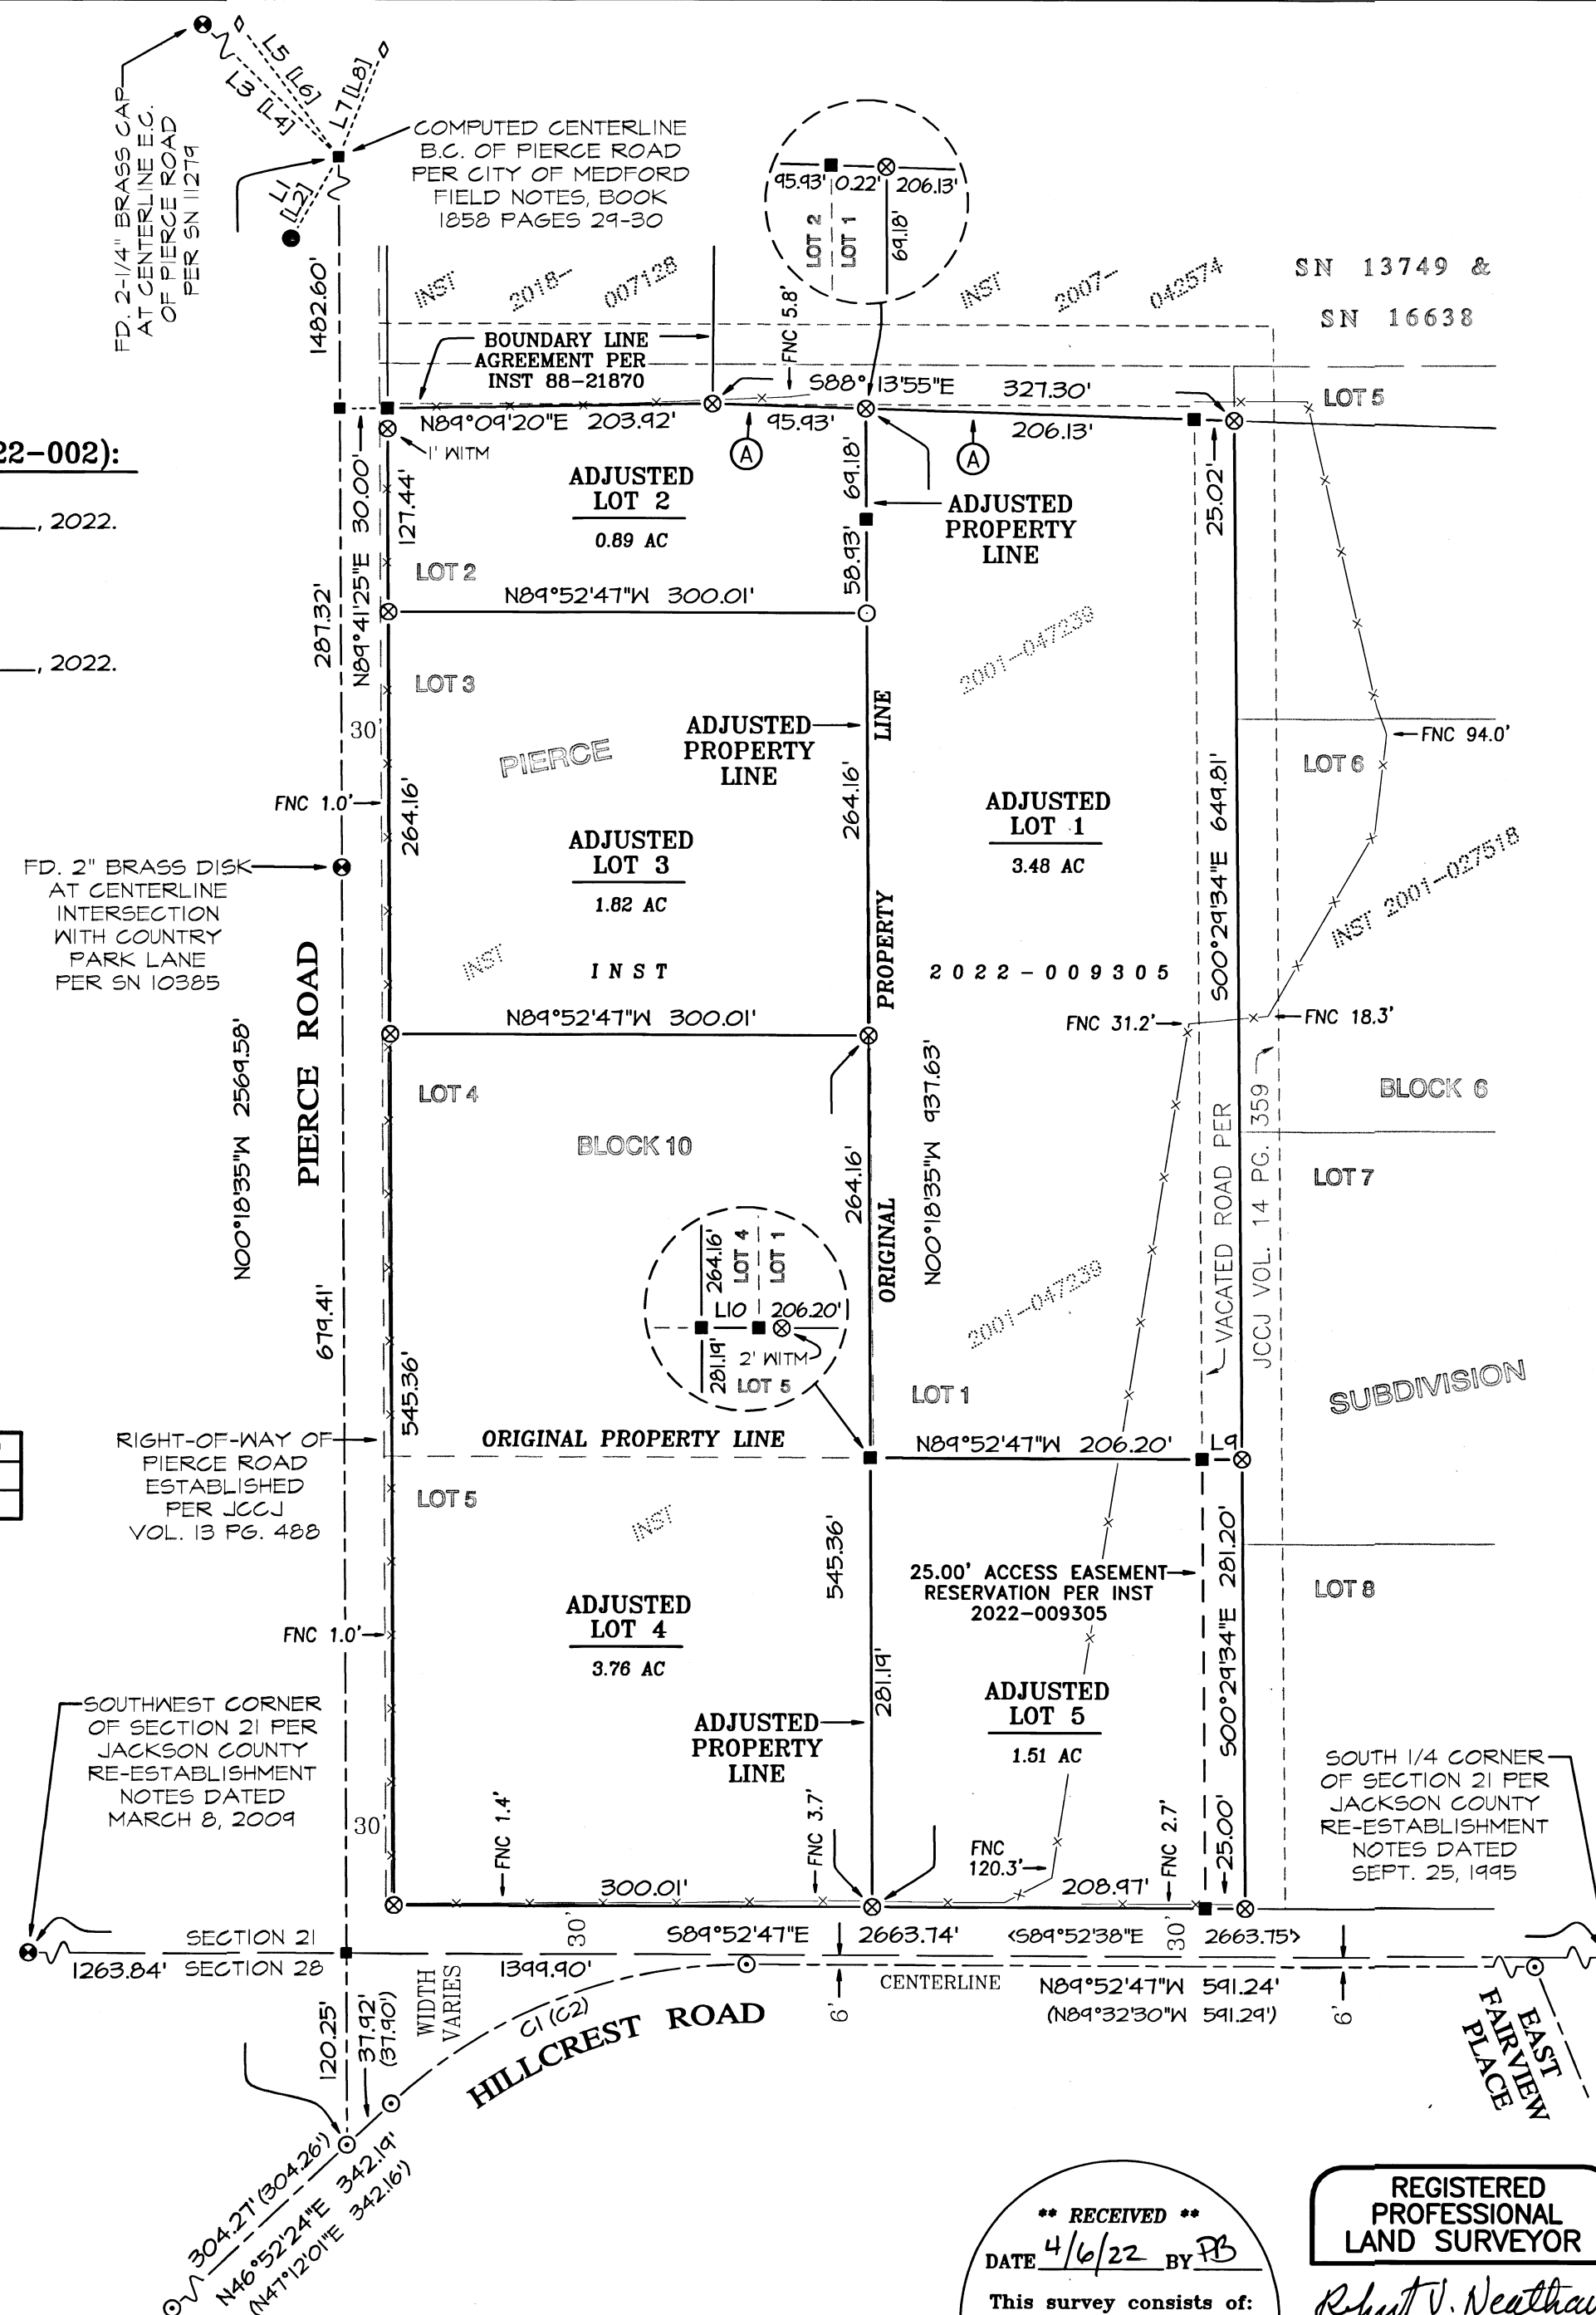 FD. 2-1/4" BRASS CAP
AT CENTERLINE E.C.
OF PIERCE ROAD
PER SN 11279
L5 [L6]
L3 [L4]
L7 [L8]
L1
[L2]
COMPUTED CENTERLINE
B.C. OF PIERCE ROAD
PER CITY OF MEDFORD
FIELD NOTES, BOOK
1858 PAGES 29-30
95.93' 0.22' 206.13'
LOT 2
LOT 1
69.18'
INST 2018- 007128
INST 2007- 042574
SN 13749 &
SN 16638
1482.60'
BOUNDARY LINE
AGREEMENT PER
INST 88-21870
FNC 5.8'
S88°13'55"E 327.30'
LOT 5
N89°09'20"E 203.92'
95.93'
206.13'
A
A
1' WITM
22-002):
, 2022.
, 2022.
N89°41'25"E 30.00'
127.44'
287.32'
ADJUSTED
LOT 2
0.89 AC
69.18'
58.93'
ADJUSTED
PROPERTY
LINE
25.02'
LOT 2
N89°52'47"W 300.01'
LOT 3
30'
PIERCE
ADJUSTED
PROPERTY
LINE
LINE
2001-047239
FNC 94.0'
LOT 6
FNC 1.0'
264.16'
264.16'
ADJUSTED
LOT 1
3.48 AC
S00°29'34"E 649.81'
FD. 2" BRASS DISK
AT CENTERLINE
INTERSECTION
WITH COUNTRY
PARK LANE
PER SN 10385
ADJUSTED
LOT 3
1.82 AC
INST 2001-027518
PIERCE ROAD
INST
INST
PROPERTY
2022-009305
N89°52'47"W 300.01'
FNC 31.2'
FNC 18.3'
N00°18'35"W 2569.58'
LOT 4
N00°18'35"W 937.63'
BLOCK 6
BLOCK 10
264.16'
VACATED ROAD PER
JCCJ VOL. 14 PG. 359
LOT 7
ORIGINAL
264.16'
LOT 4
LOT 1
L10 206.20'
2' WITM
281.19'
LOT 5
2001-047239
679.41'
545.36'
LOT 1
SUBDIVISION
RIGHT-OF-WAY OF
PIERCE ROAD
ESTABLISHED
PER JCCJ
VOL. 13 PG. 488
ORIGINAL PROPERTY LINE
N89°52'47"W 206.20'
L9
LOT 5
INST
545.36'
25.00' ACCESS EASEMENT
RESERVATION PER INST
2022-009305
S00°29'34"E 281.20'
LOT 8
FNC 1.0'
ADJUSTED
LOT 4
3.76 AC
281.19'
ADJUSTED
LOT 5
1.51 AC
SOUTHWEST CORNER
OF SECTION 21 PER
JACKSON COUNTY
RE-ESTABLISHMENT
NOTES DATED
MARCH 8, 2009
ADJUSTED
PROPERTY
LINE
SOUTH 1/4 CORNER
OF SECTION 21 PER
JACKSON COUNTY
RE-ESTABLISHMENT
NOTES DATED
SEPT. 25, 1995
30'
FNC 1.4'
FNC 3.7'
FNC
120.3'
FNC 2.7'
25.00'
300.01'
208.97'
SECTION 21
SECTION 28
1263.84'
1399.90'
30'
S89°52'47"E 2663.74' <S89°52'38"E 2663.75'>
30'
WIDTH
VARIES
6'
CENTERLINE
N89°52'47"W 591.24'
(N89°32'30"W 591.29')
6'
C1 (C2)
HILLCREST ROAD
EAST
FAIRVIEW
PLACE
120.25'
37.92'
(37.90')
304.27' (304.26')
N46°52'24"E 342.19'
(N47°12'01"E 342.16')
** RECEIVED **
DATE 4/6/22 BY PB
This survey consists of:
REGISTERED
PROFESSIONAL
LAND SURVEYOR
Robert V.